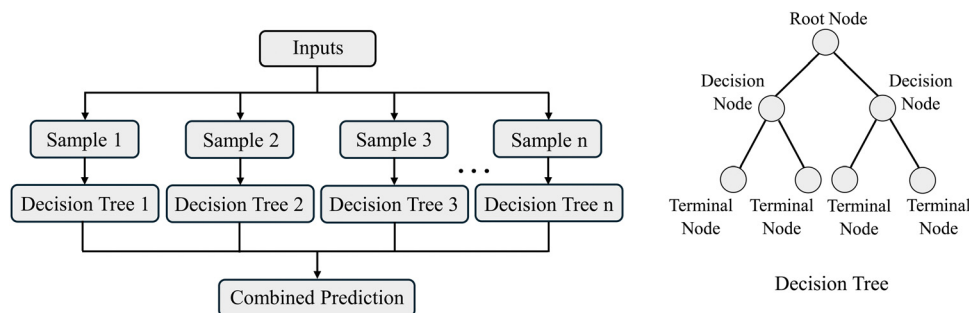 Inputs
Sample 1
Sample 2
Sample 3
Sample n
...
Decision Tree 1
Decision Tree 2
Decision Tree 3
Decision Tree n
Combined Prediction
Root Node
Decision
Node
Decision
Node
Terminal
Node
Terminal
Node
Terminal
Node
Terminal
Node
Decision Tree